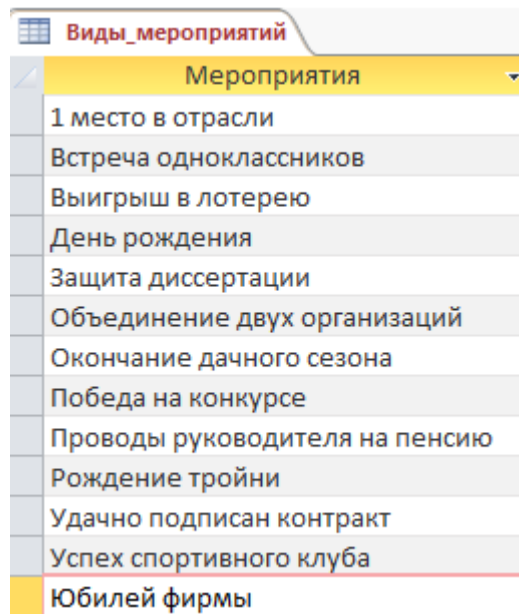 Виды_мероприятий
Мероприятия
1 место в отрасли
Встреча одноклассников
Выигрыш в лотерею
День рождения
Защита диссертации
Объединение двух организаций
Окончание дачного сезона
Победа на конкурсе
Проводы руководителя на пенсию
Рождение тройни
Удачно подписан контракт
Успех спортивного клуба
Юбилей фирмы